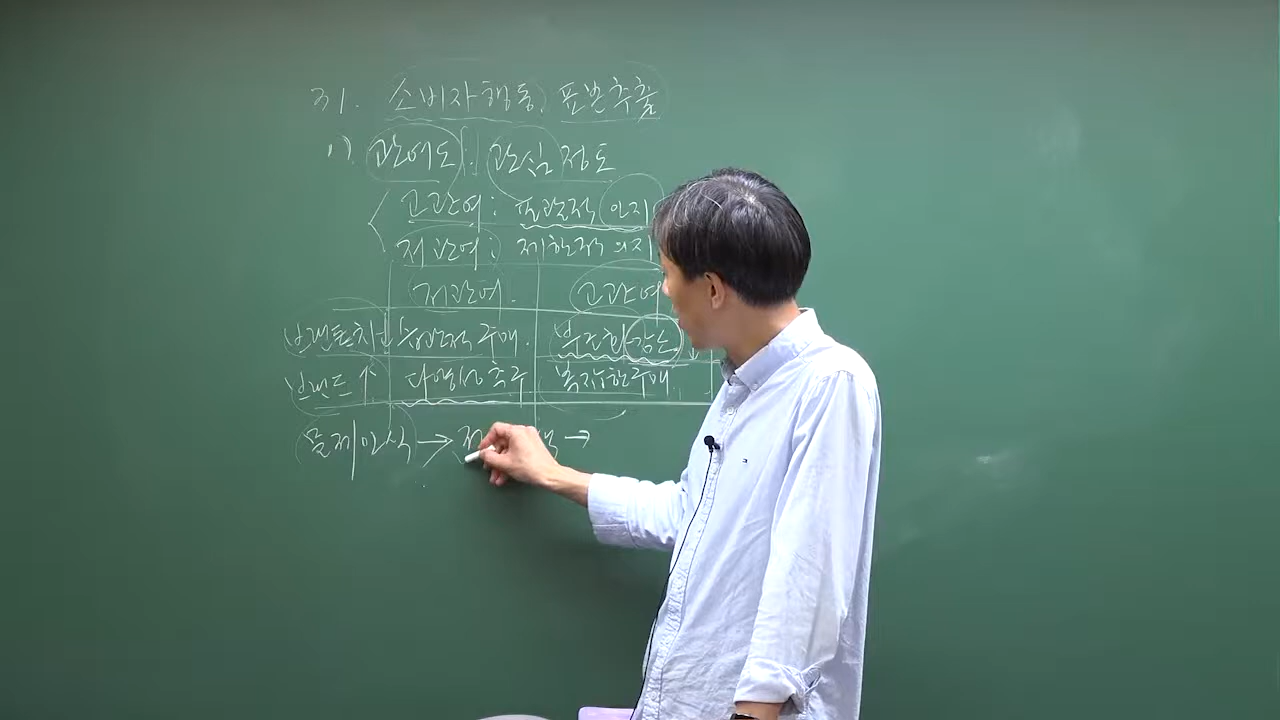 31. 소비자행동, 표본추출
1). 관여도 : 관심 정도
고관여 : 포괄적 인지
저관여 : 제한적 의지
저관여. 고관여
브랜드차↓ 습관적 구매. 부조화감소
브랜드↑ 다양성추구 복잡한구매
문제인식 → →